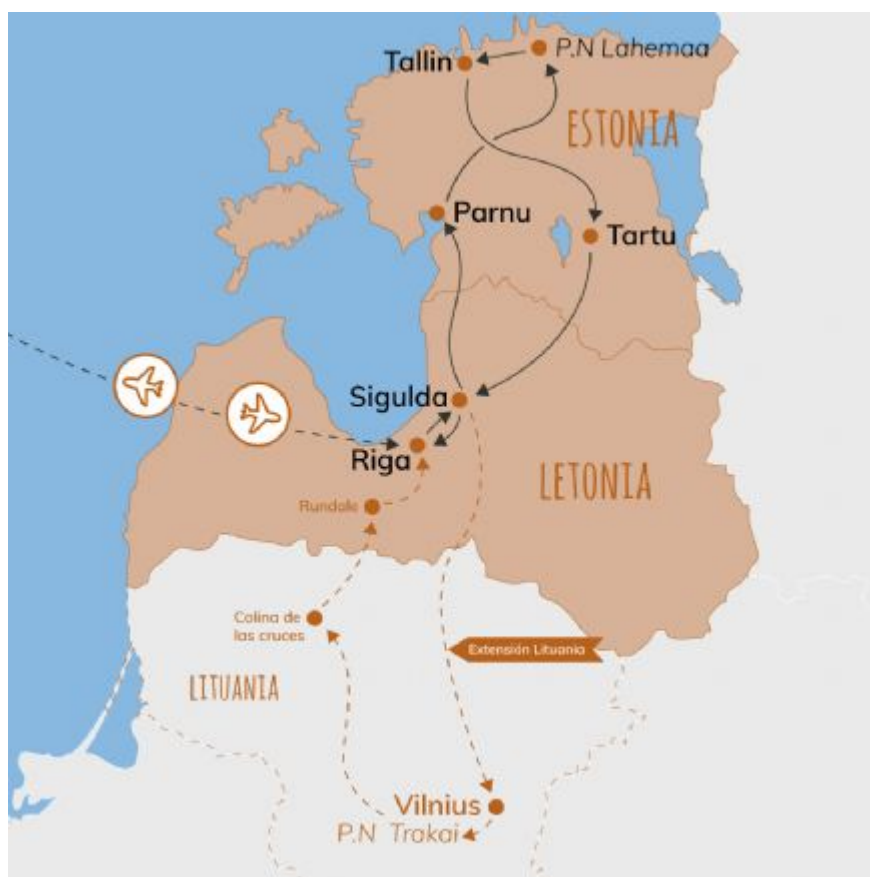 P.N Lahemaa
Tallin
ESTONIA
Parnu
Tartu
Sigulda
Riga
LETONIA
Rundale
Colina de
las cruces
Extensión Lituania
LITUANIA
Vilnius
P.N Trakai